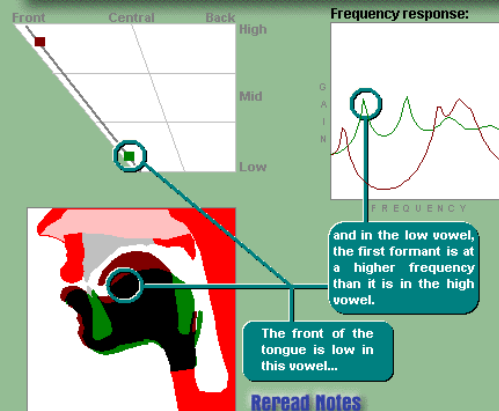 Front Central Back
High
Mid
Low
Frequency response:
GAIN
FREQUENCY
and in the low vowel,
the first formant is at
a higher frequency
than it is in the high
vowel.
The front of the
tongue is low in
this vowel...
Reread Notes